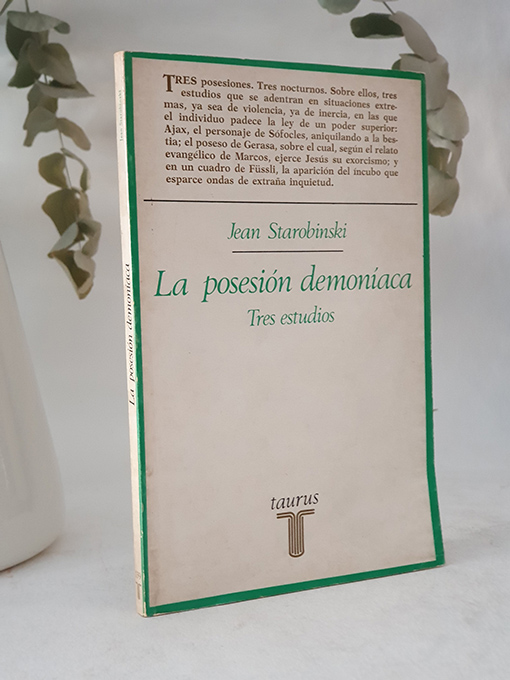 TRES posesiones. Tres nocturnos. Sobre ellos, tres
estudios que se adentran en situaciones extre-
mas, ya sea de violencia, ya de inercia, en las que
el individuo padece la ley de un poder superior:
Ajax, el personaje de Sófocles, aniquilando a la bes-
tia; el poseso de Gerasa, sobre el cual, según el relato
evangélico de Marcos, ejerce Jesús su exorcismo; y
en un cuadro de Füssli, la aparición del íncubo que
esparce ondas de extraña inquietud.
Jean Starobinski
La posesión demoníaca
Tres estudios
taurus
Jean Starobinski
La posesión demoníaca